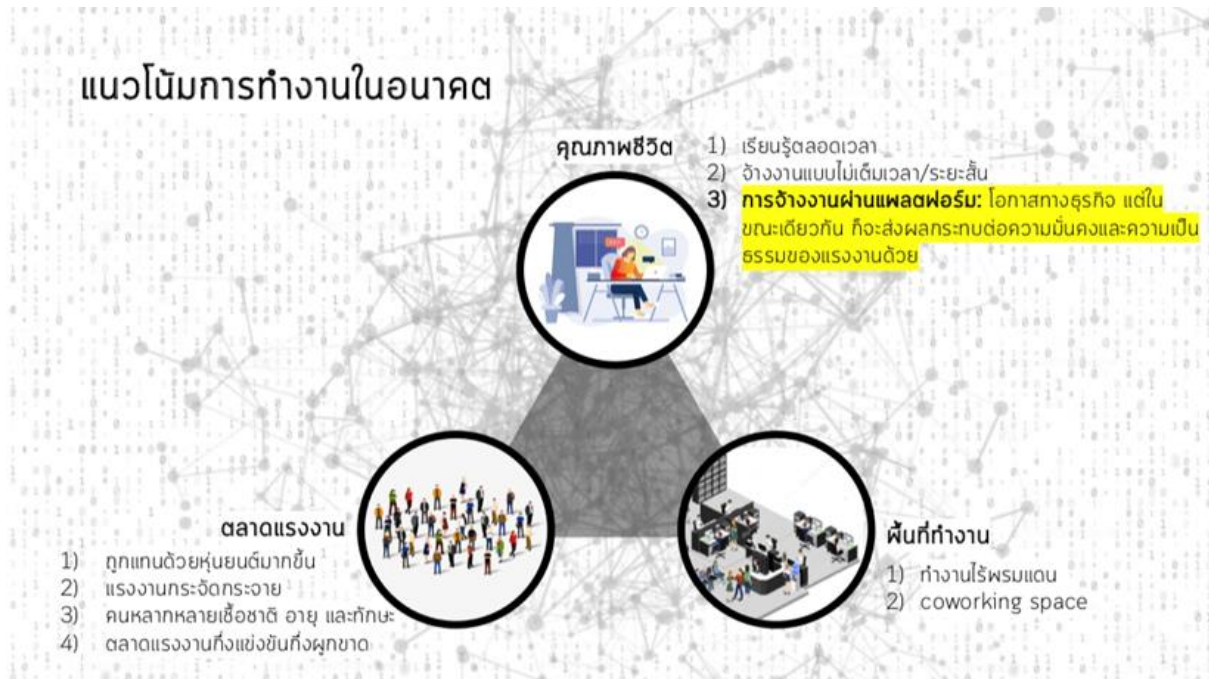 แนวโน้มการทำงานในอนาคต
คุณภาพชีวิต
1) เรียนรู้ตลอดเวลา
2) จ้างงานแบบไม่เต็มเวลา/ระยะสั้น
3) การจ้างงานผ่านแพลตฟอร์ม: โอกาสทางธุรกิจ แต่ใน
ขณะเดียวกัน ก็จะส่งผลกระทบต่อความมั่นคงและความเป็น
ธรรมของแรงงานด้วย
ตลาดแรงงาน
1) ถูกแทนด้วยหุ่นยนต์มากขึ้น
2) แรงงานกระจัดกระจาย
3) คนหลากหลายเชื้อชาติ อายุ และทักษะ
4) ตลาดแรงงานกึ่งแข่งขันกึ่งผูกขาด
พื้นที่ทำงาน
1) ทำงานไร้พรมแดน
2) coworking space